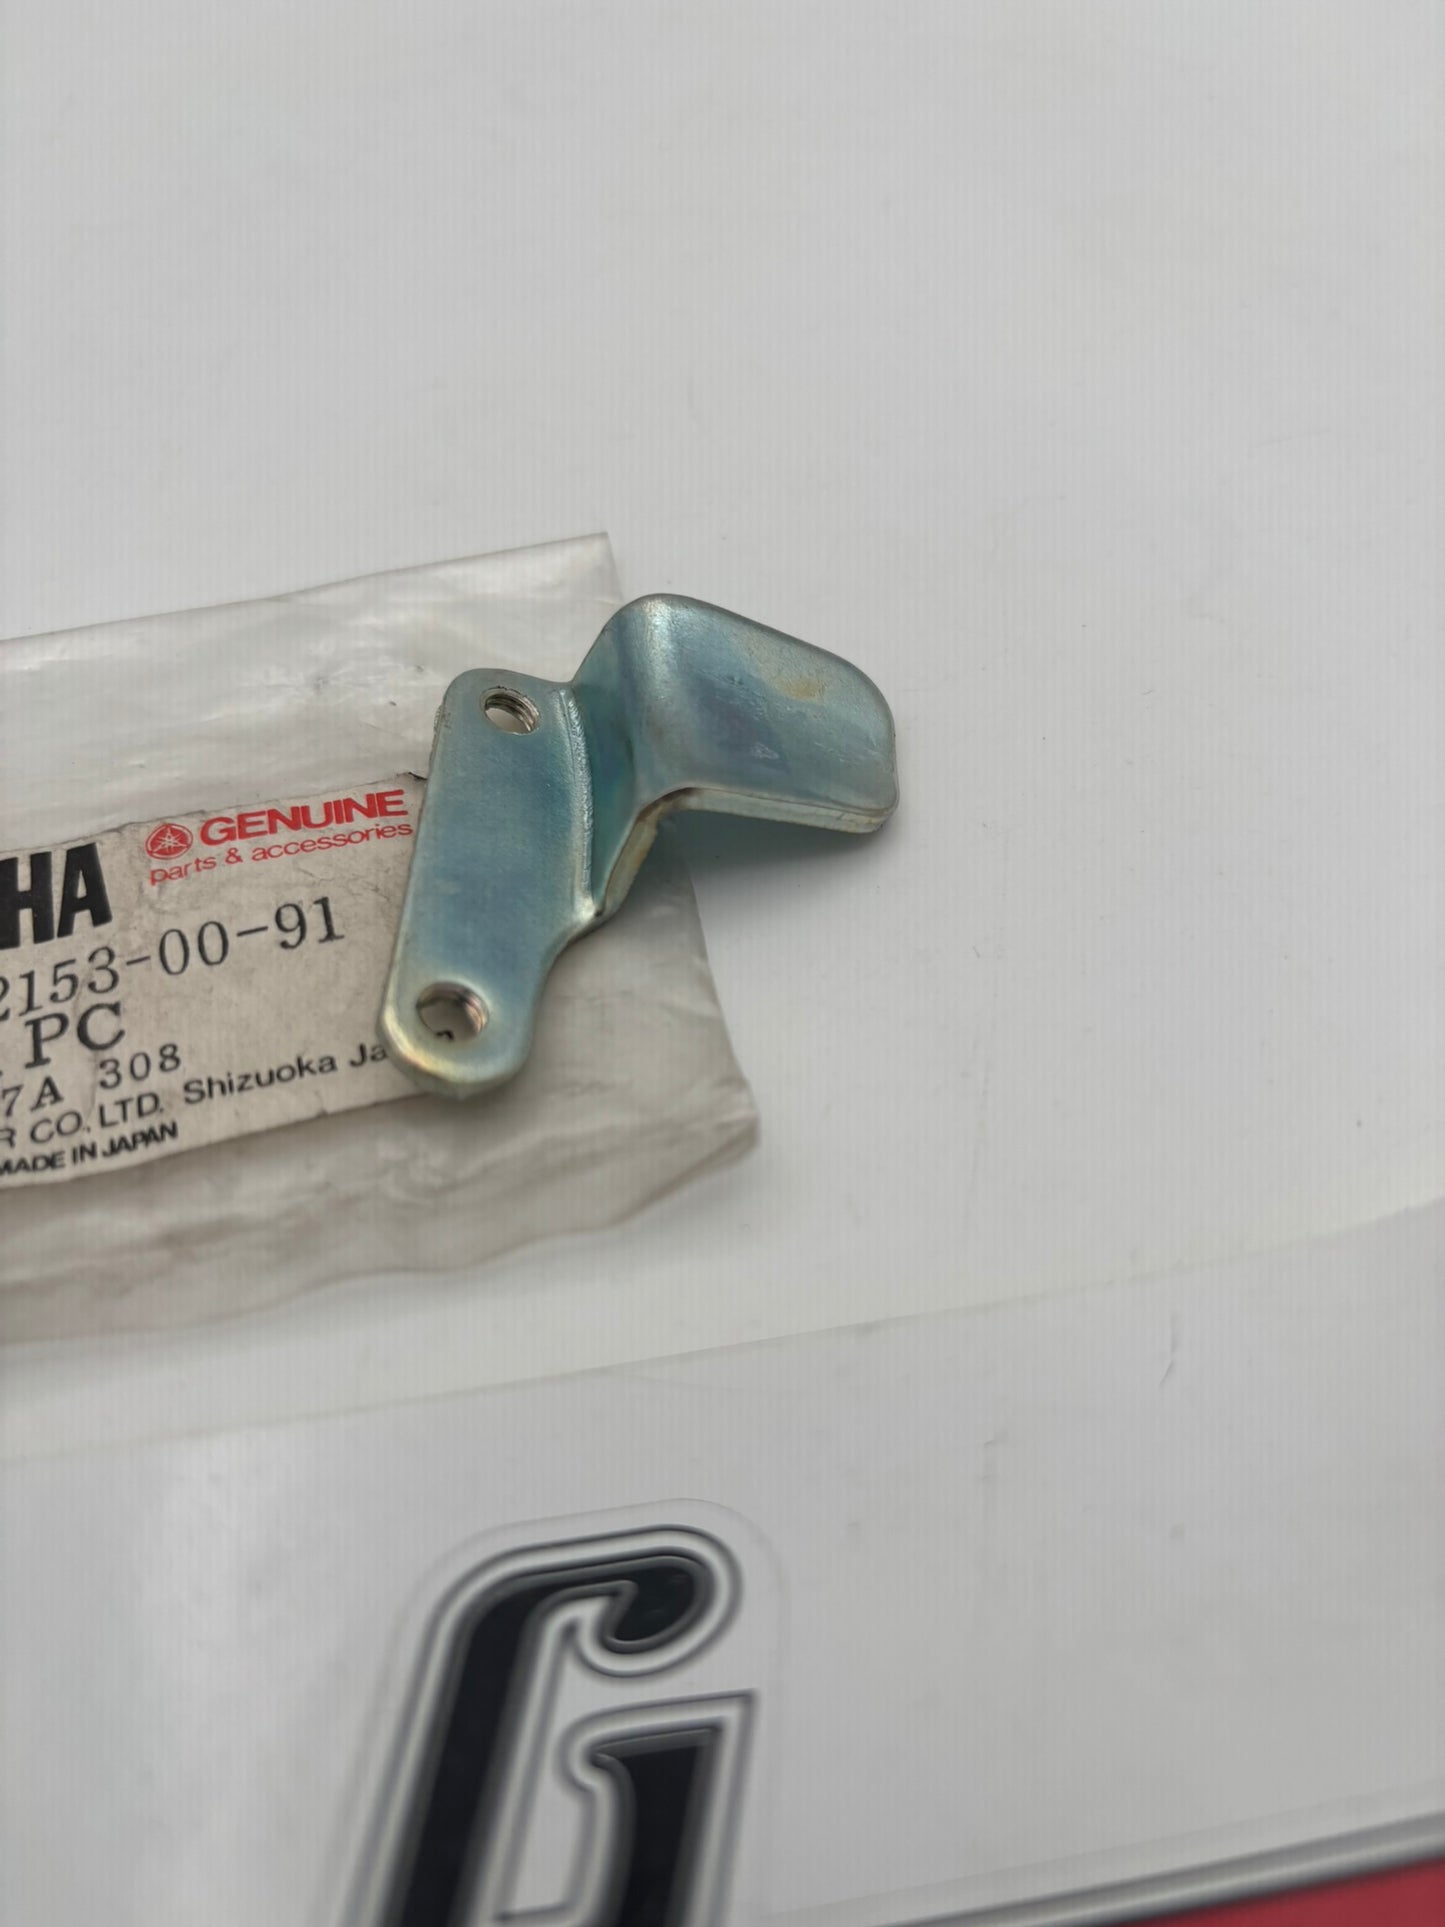 GENUINE
parts & accessories
HA
2153-00-91
PC
7A 308
R CO., LTD. Shizuoka Ja
MADE IN JAPAN
G